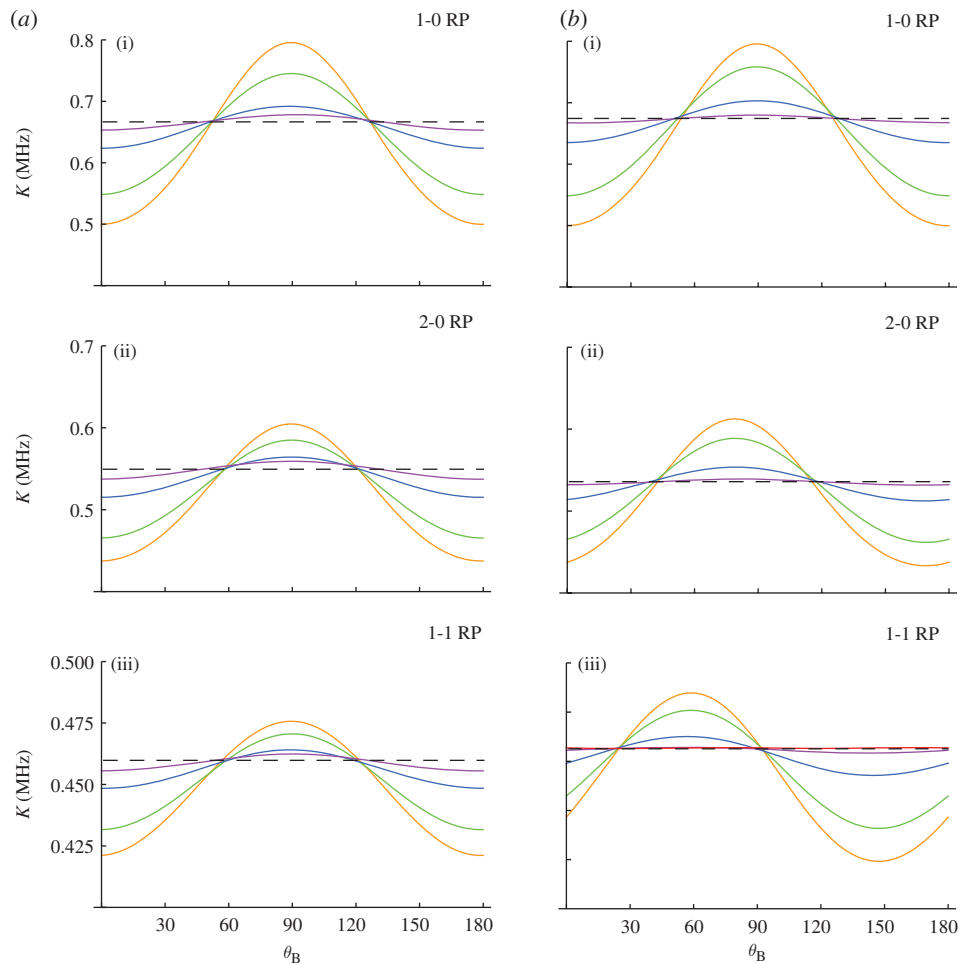 (a)
1-0 RP
(i)
0.8
0.7
0.6
0.5
K (MHz)
2-0 RP
(ii)
0.7
0.6
0.5
K (MHz)
1-1 RP
(iii)
0.500
0.475
0.450
0.425
K (MHz)
30 60 90 120 150 180
θB
(b)
1-0 RP
(i)
2-0 RP
(ii)
1-1 RP
(iii)
30 60 90 120 150 180
θB